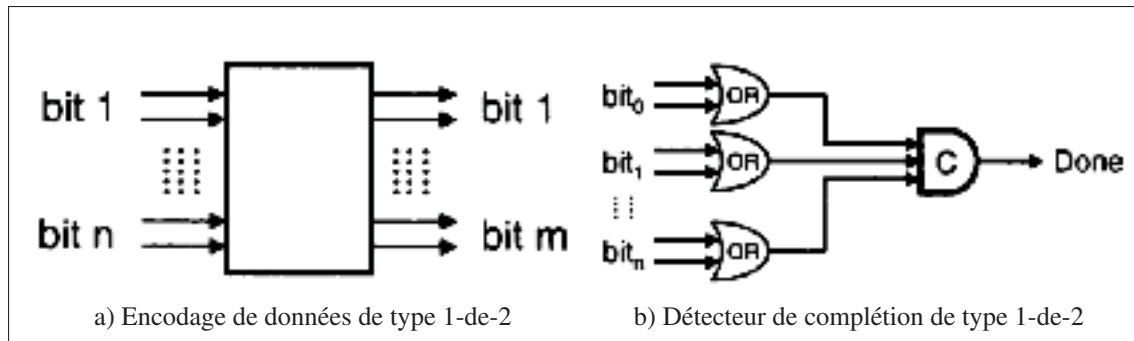 bit 1
bit 1
bit n
bit m
a) Encodage de données de type 1-de-2
bit0
OR
bit1
OR
C
Done
bitn
OR
b) Détecteur de complétion de type 1-de-2